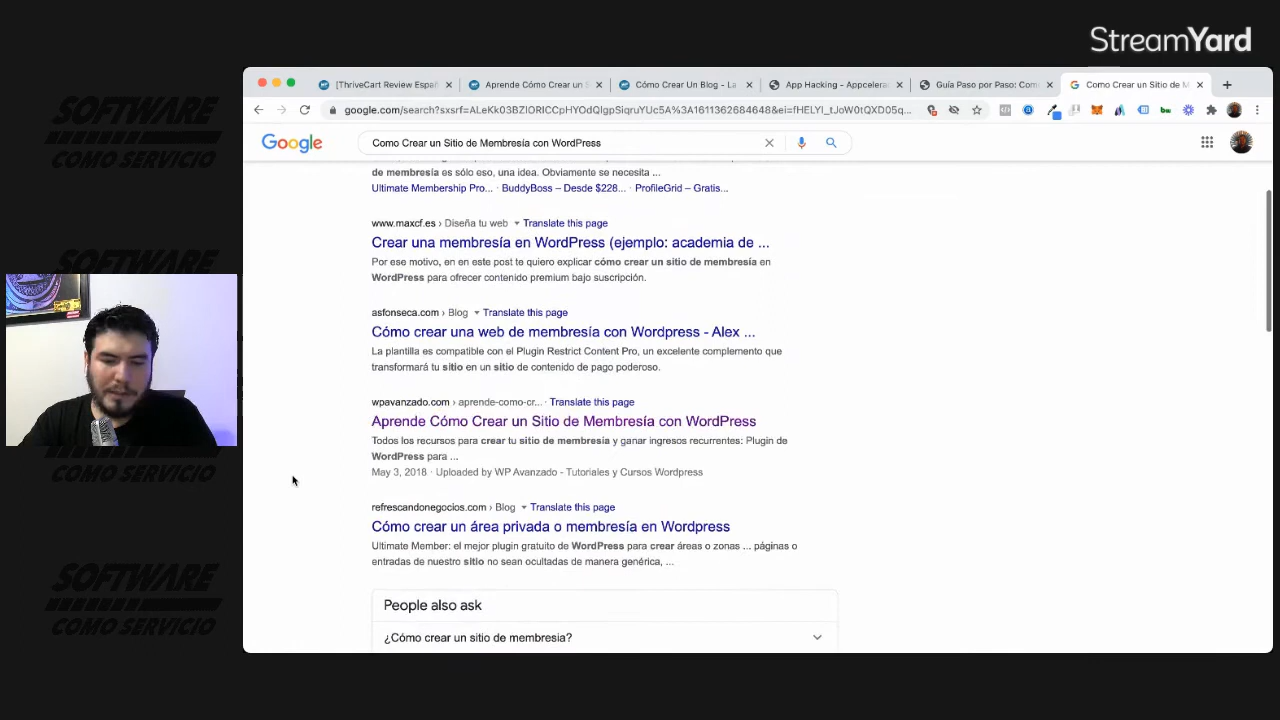 StreamYard
SOFTWARE
COMO SERVICIO
SOFTWARE
COMO SERVICIO
SOFTWARE
COMO SERVICIO
[ThriveCart Review Españ
Aprende Cómo Crear un S
Cómo Crear Un Blog - La
App Hacking - Appcelera
Guía Paso por Paso: Com
Como Crear un Sitio de M
google.com/search?sxsrf=ALeKk03BZIORICCpHYOdQIgpSiqruYUc5A%3A1611362684648&ei=fHELYI_tJoW0tQXD05q...
Google
Como Crear un Sitio de Membresía con WordPress
de membresía es sólo eso, una idea. Obviamente se necesita ...
Ultimate Membership Pro... · BuddyBoss – Desde $228... · ProfileGrid – Gratis...
www.maxcf.es › Diseña tu web Translate this page
Crear una membresía en WordPress (ejemplo: academia de ...
Por ese motivo, en en este post te quiero explicar cómo crear un sitio de membresía en
WordPress para ofrecer contenido premium bajo suscripción.
asfonseca.com › Blog Translate this page
Cómo crear una web de membresía con Wordpress - Alex ...
La plantilla es compatible con el Plugin Restrict Content Pro, un excelente complemento que
transformará tu sitio en un sitio de contenido de pago poderoso.
wpavanzado.com › aprende-como-cr... · Translate this page
Aprende Cómo Crear un Sitio de Membresía con WordPress
Todos los recursos para crear tu sitio de membresía y ganar ingresos recurrentes: Plugin de
WordPress para ...
May 3, 2018 · Uploaded by WP Avanzado - Tutoriales y Cursos Wordpress
refrescandonegocios.com › Blog Translate this page
Cómo crear un área privada o membresía en Wordpress
Ultimate Member: el mejor plugin gratuito de WordPress para crear áreas o zonas ... páginas o
entradas de nuestro sitio no sean ocultadas de manera genérica, ...
People also ask
¿Cómo crear un sitio de membresia?
COMO SERVICIO